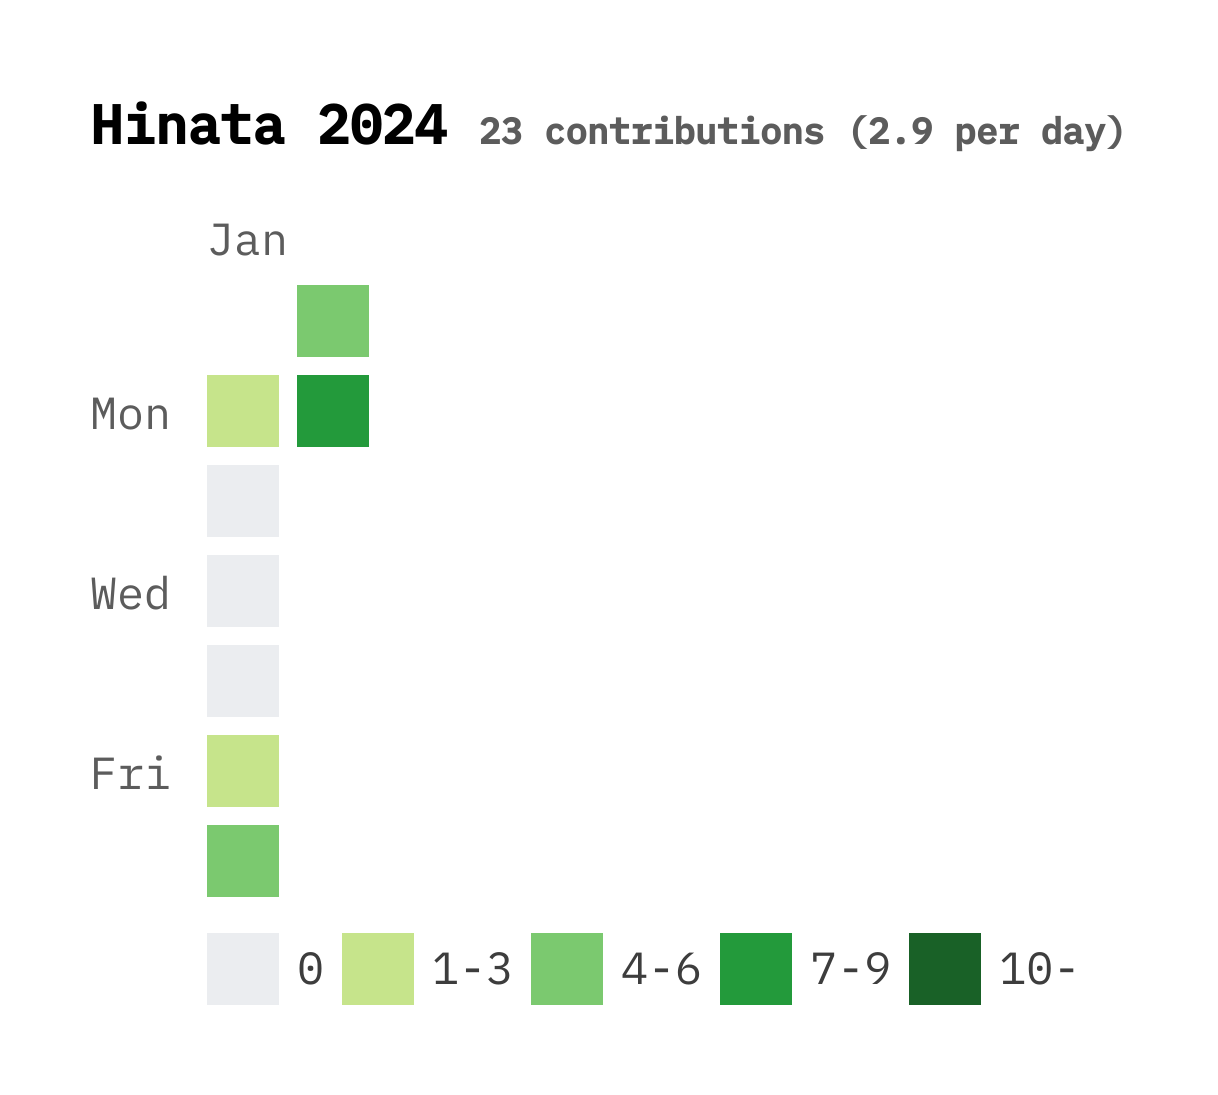 Hinata 2024 23 contributions (2.9 per day)
Jan
Mon
Wed
Fri
0 1-3 4-6 7-9 10-